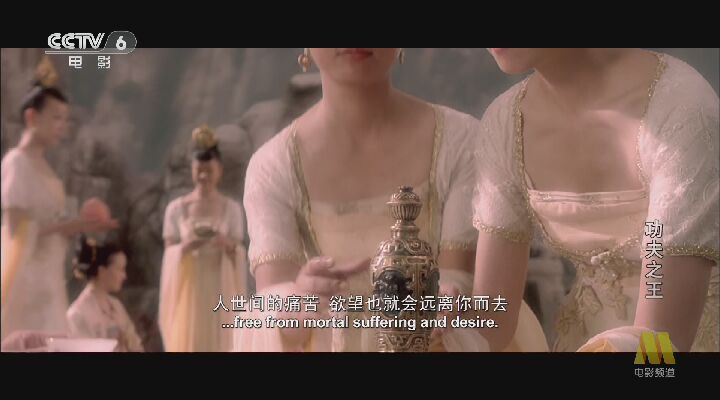 CCTV 6
电影
功夫之王
人世间的痛苦 欲望也就会远离你而去
...free from mortal suffering and desire.
电影频道